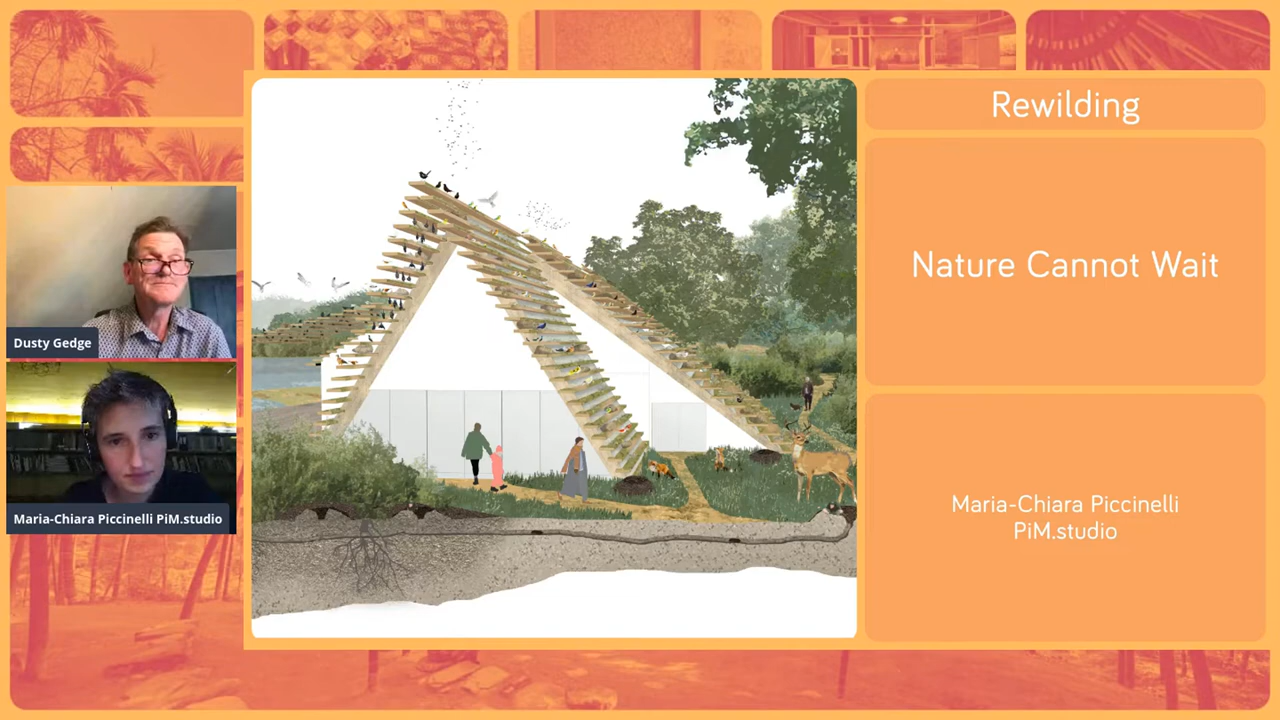 Rewilding
Nature Cannot Wait
Dusty Gedge
Maria-Chiara Piccinelli PiM.studio
Maria-Chiara Piccinelli
PiM.studio